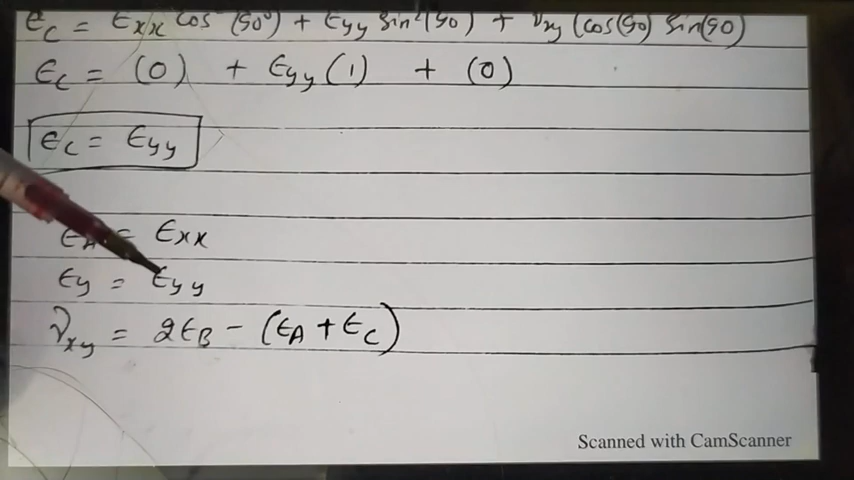 ϵc = ϵxx cos² (90°) + ϵyy sin²(90) + γxy (cos(90) sin(90)
ϵc = (0) + ϵyy (1) + (0)
ϵc = ϵyy
ϵA = ϵxx
ϵy = ϵyy
γxy = 2ϵB - (ϵA + ϵc)
Scanned with CamScanner